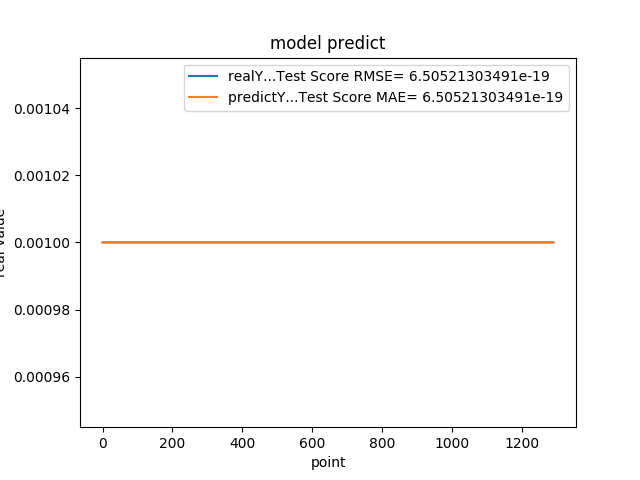 model predict
realY...Test Score RMSE= 6.50521303491e-19
predictY...Test Score MAE= 6.50521303491e-19
0.00104
0.00102
0.00100
0.00098
0.00096
real value
0 200 400 600 800 1000 1200
point